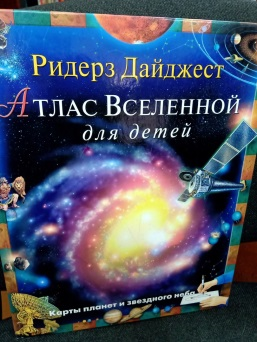 Ридерз Дайджест
Атлас Вселенной
для детей
Карты планет и звездного неба